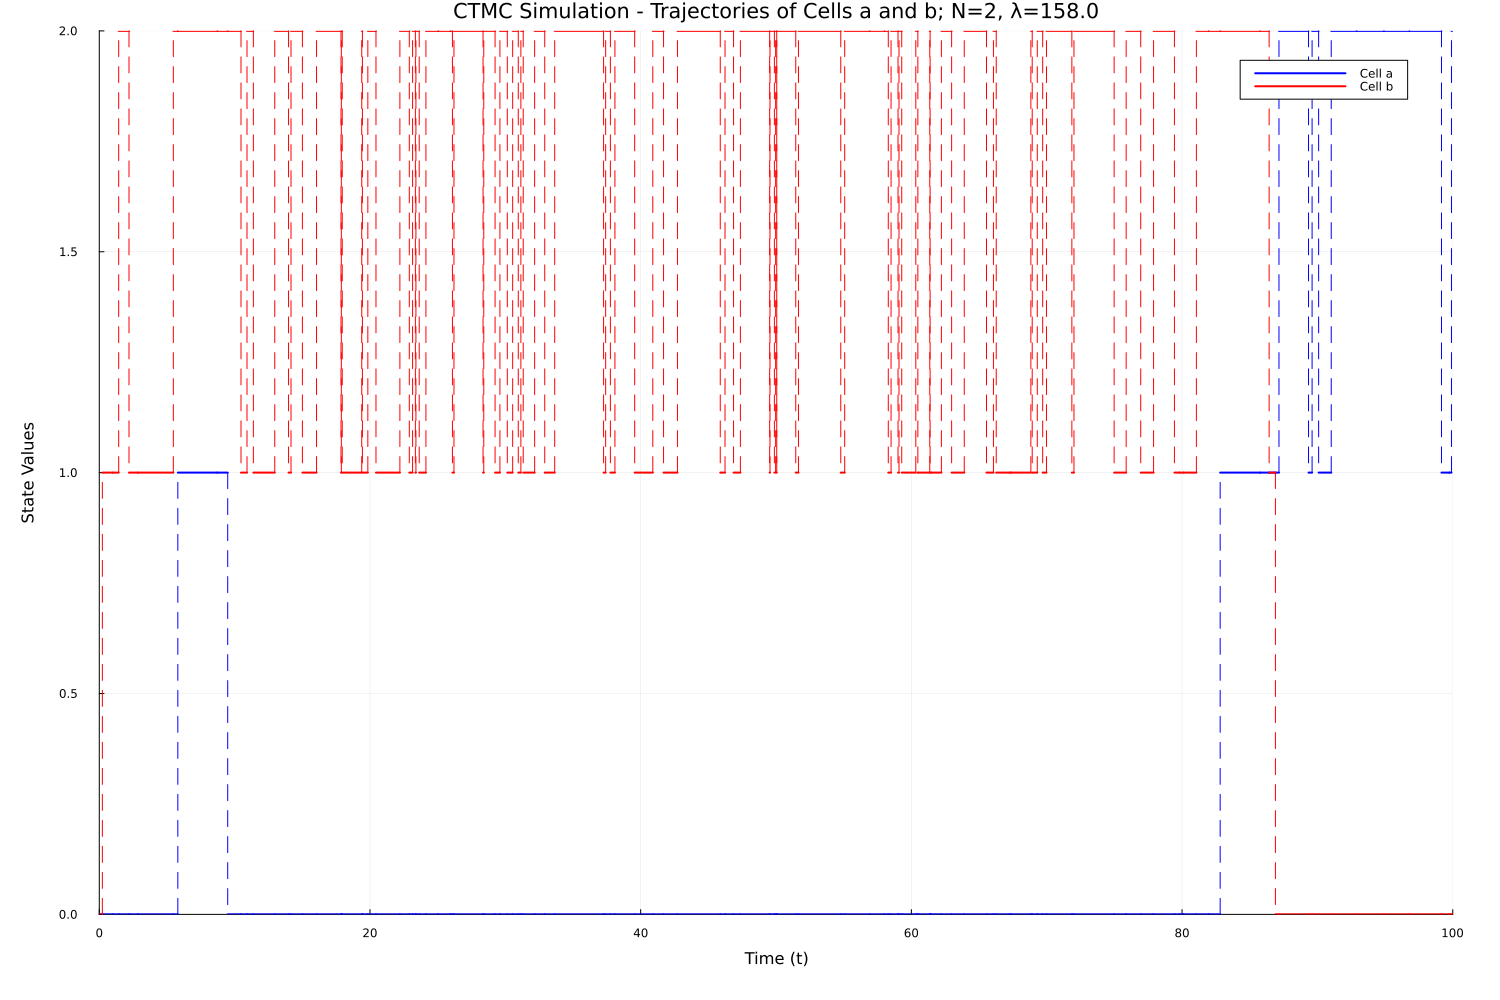 CTMC Simulation - Trajectories of Cells a and b; N=2, λ=158.0
2.0
Cell a
Cell b
1.5
State Values
1.0
0.5
0.0
0 20 40 60 80 100
Time (t)